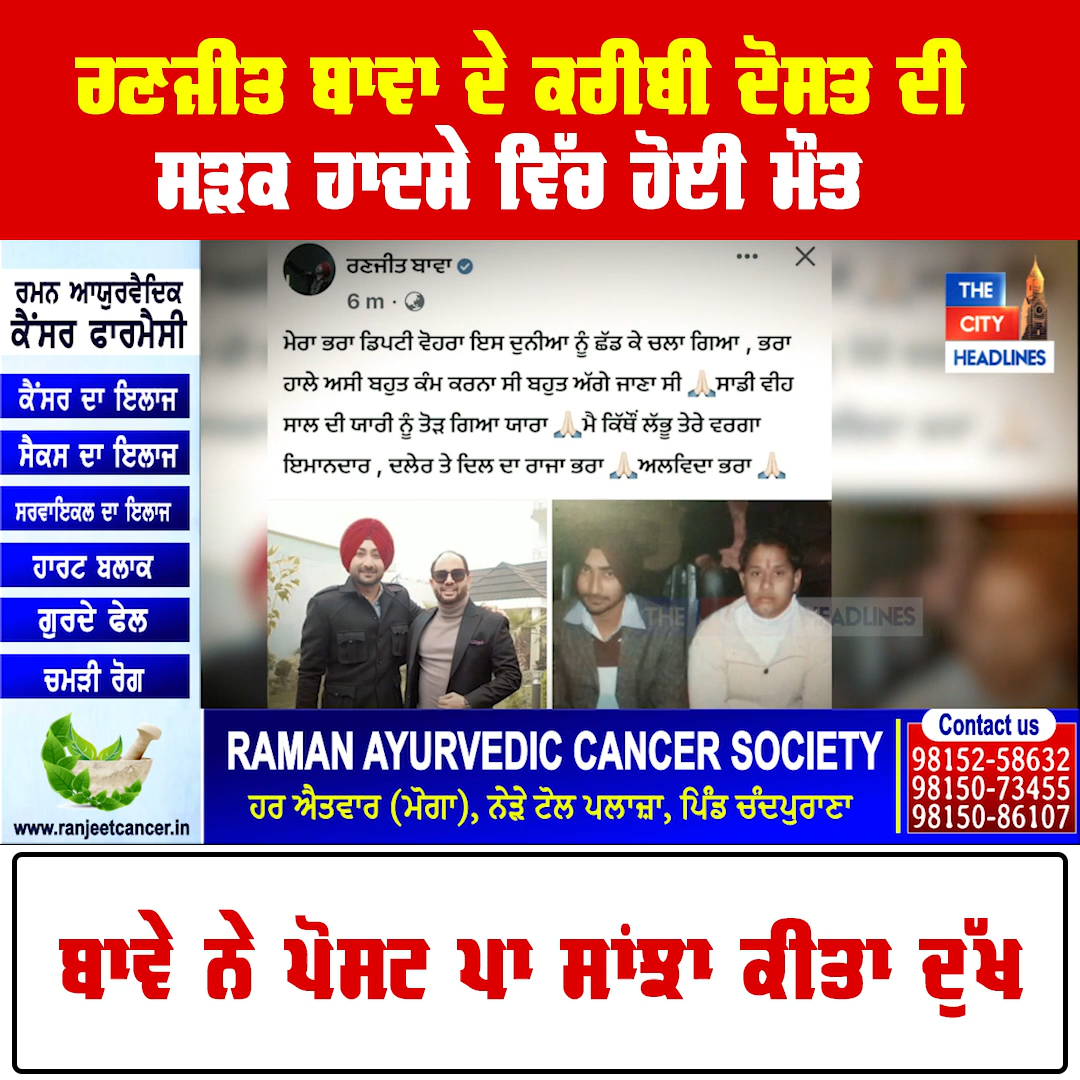 ਰਣਜੀਤ ਬਾਵਾ ਦੇ ਕਰੀਬੀ ਦੋਸਤ ਦੀ
ਸੜਕ ਹਾਦਸੇ ਵਿੱਚ ਹੋਈ ਮੌਤ
ਰਮਨ ਆਯੁਰਵੈਦਿਕ
ਕੈਂਸਰ ਫਾਰਮੈਸੀ
ਕੈਂਸਰ ਦਾ ਇਲਾਜ
ਸੈਕਸ ਦਾ ਇਲਾਜ
ਸਰਵਾਇਕਲ ਦਾ ਇਲਾਜ
ਹਾਰਟ ਬਲਾਕ
ਗੁਰਦੇ ਫੇਲ
ਚਮੜੀ ਰੋਗ
www.ranjeetcancer.in
ਰਣਜੀਤ ਬਾਵਾ
6 m ·
ਮੇਰਾ ਭਰਾ ਡਿਪਟੀ ਵੋਹਰਾ ਇਸ ਦੁਨੀਆ ਨੂੰ ਛੱਡ ਕੇ ਚਲਾ ਗਿਆ , ਭਰਾ
ਹਾਲੇ ਅਸੀ ਬਹੁਤ ਕੰਮ ਕਰਨਾ ਸੀ ਬਹੁਤ ਅੱਗੇ ਜਾਣਾ ਸੀ 🙏🏻ਸਾਡੀ ਵੀਹ
ਸਾਲ ਦੀ ਯਾਰੀ ਨੂੰ ਤੋੜ ਗਿਆ ਯਾਰਾ 🙏🏻ਮੈ ਕਿੱਥੌਂ ਲੱਭੂ ਤੇਰੇ ਵਰਗਾ
ਇਮਾਨਦਾਰ , ਦਲੇਰ ਤੇ ਦਿਲ ਦਾ ਰਾਜਾ ਭਰਾ 🙏🏻ਅਲਵਿਦਾ ਭਰਾ 🙏🏻
THE
CITY
HEADLINES
THE HEADLINES
RAMAN AYURVEDIC CANCER SOCIETY
ਹਰ ਐਤਵਾਰ (ਮੋਗਾ), ਨੇੜੇ ਟੋਲ ਪਲਾਜ਼ਾ, ਪਿੰਡ ਚੰਦਪੁਰਾਣਾ
Contact us
98152-58632
98150-73455
98150-86107
ਬਾਵੇ ਨੇ ਪੋਸਟ ਪਾ ਸਾਂਝਾ ਕੀਤਾ ਦੁੱਖ